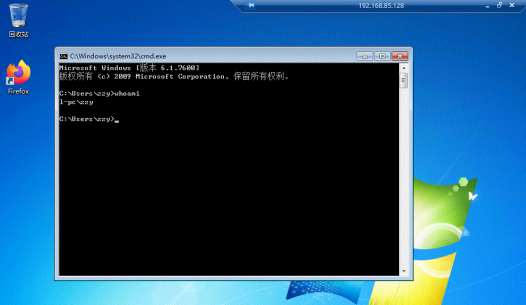 192.168.85.128
回收站
Firefox
C:\Windows\system32\cmd.exe
Microsoft Windows [版本 6.1.7600]
版权所有 (c) 2009 Microsoft Corporation。保留所有权利。
C:\Users\zzy>whoami
l-pc\zzy
C:\Users\zzy>_